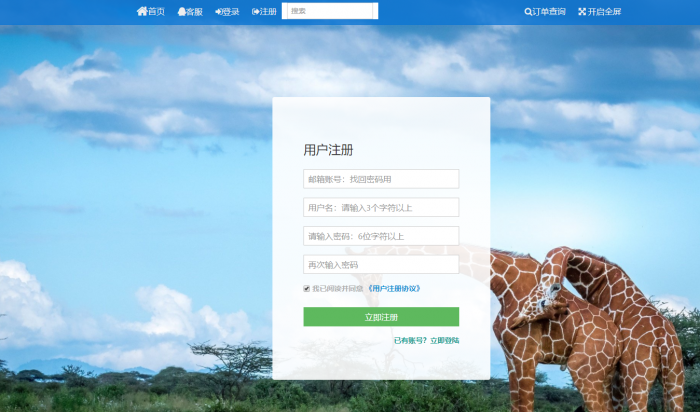 首页 客服 登录 注册 搜索 订单查询 开启全屏
用户注册
邮箱账号：找回密码用
用户名：请输入3个字符以上
请输入密码：6位字符以上
再次输入密码
我已阅读并同意《用户注册协议》
立即注册
已有账号？立即登陆